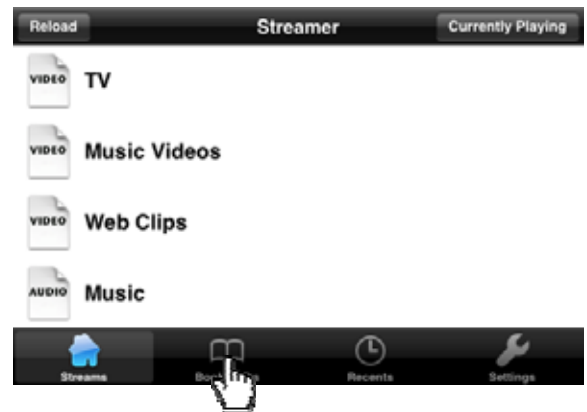 Reload Streamer Currently Playing
VIDEO TV
VIDEO Music Videos
VIDEO Web Clips
AUDIO Music
Streams Recents Settings